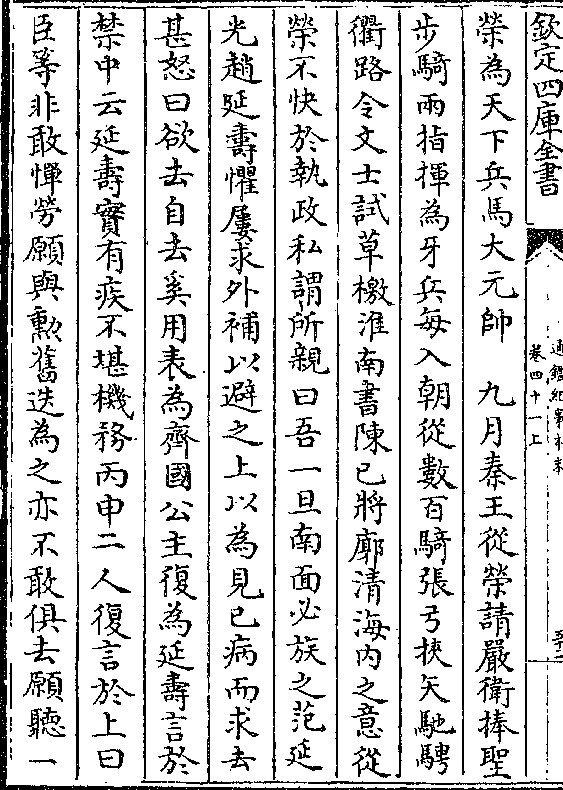 欽定四庫全書
通鑑紀事本末
卷四十一上
榮為天下兵馬大元帥　九月秦王從榮請嚴衛捧聖
步騎兩指揮為牙兵每入朝從數百騎張弓挾矢馳騁
衢路令文士試草檄淮南書陳已將廓清海内之意從
榮不快於執政私謂所親曰吾一旦南面必族之范延
光趙延壽懼屢求外補以避之上以為見已病而求去
甚怒曰欲去自去奚用表為齊國公主復為延壽言於
禁中云延壽實有疾不堪機務丙申二人復言於上曰
臣等非敢憚勞願與勲舊迭為之亦不敢俱去願聽一